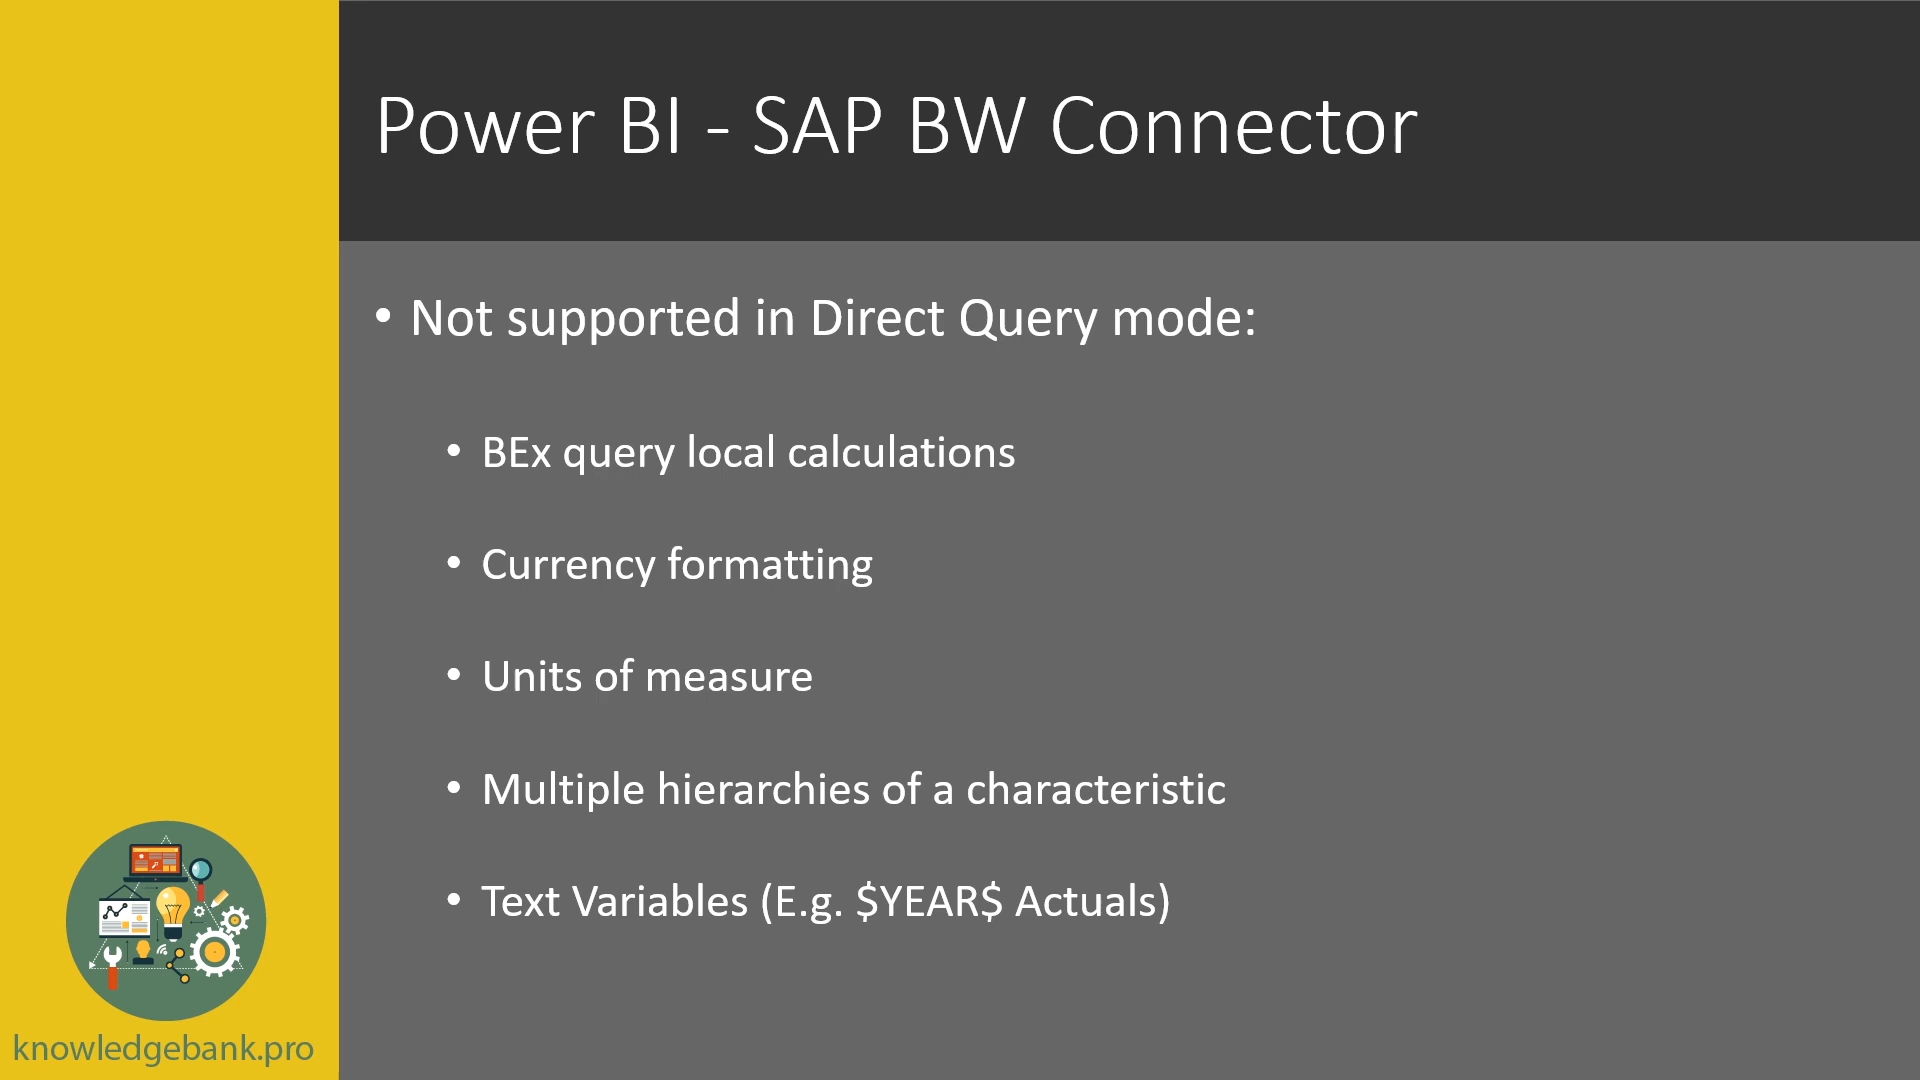 Power BI - SAP BW Connector
• Not supported in Direct Query mode:
• BEx query local calculations
• Currency formatting
• Units of measure
• Multiple hierarchies of a characteristic
• Text Variables (E.g. $YEAR$ Actuals)
knowledgebank.pro